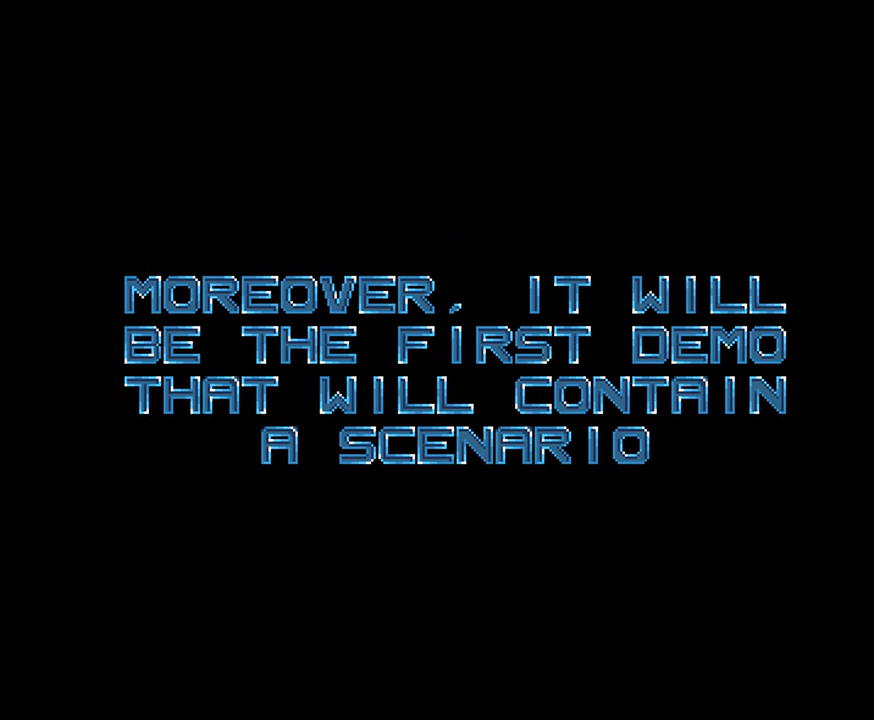 MOREOVER, IT WILL
BE THE FIRST DEMO
THAT WILL CONTAIN
A SCENARIO